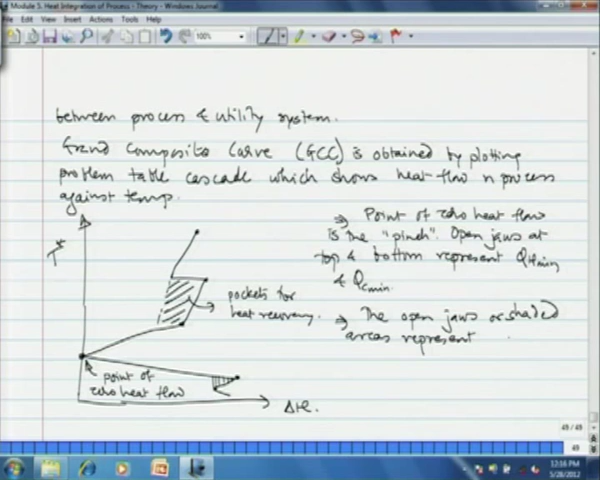 Module 5. Heat Integration of Process - Theory - Windows Journal
File Edit View Insert Actions Tools Help
100%
between process & utility system.
Grand Composite Curve (GCC) is obtained by plotting
problem table cascade which shows heat flow n process
against temp.
T*
pockets for
heat recovery.
point of
zero heat flow
ΔH.
⇒ Point of zero heat flow
is the "pinch". Open jaws at
top & bottom represent QHmin
& Qcmin.
⇒ The open jaws or shaded
areas represent
49 / 49
49
12:16 PM
5/28/2012